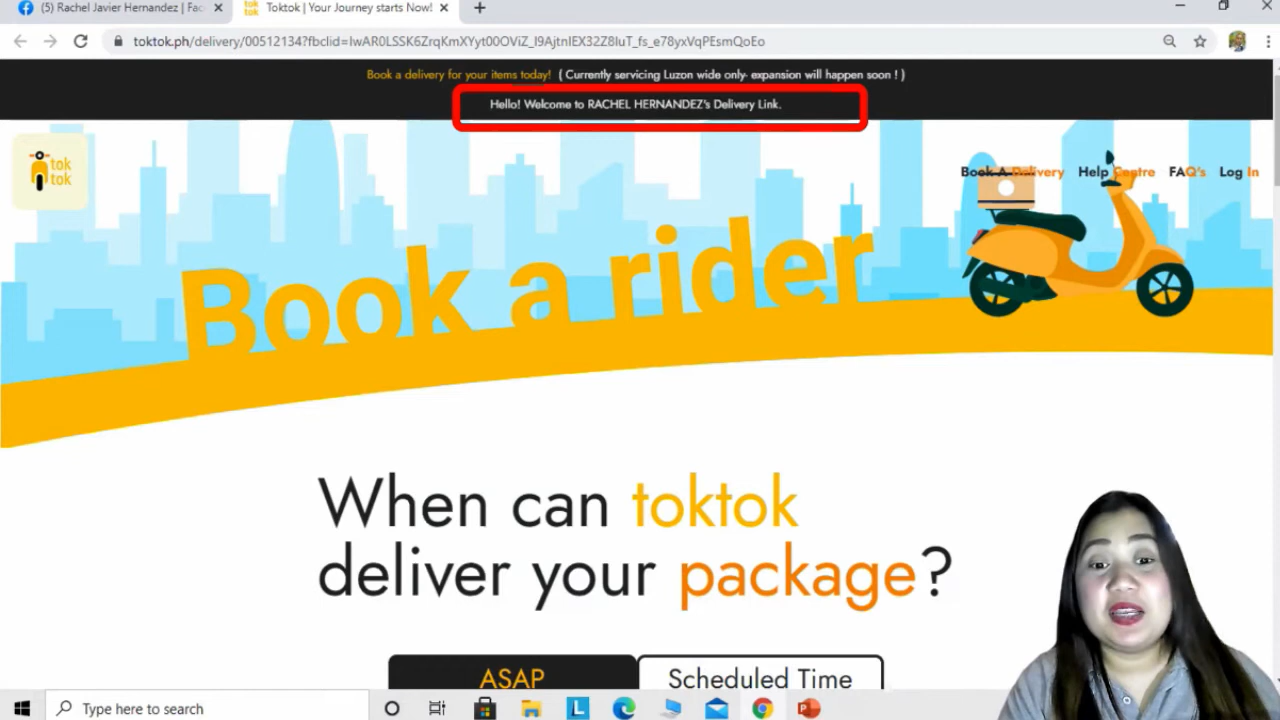 (5) Rachel Javier Hernandez | Fac
Toktok | Your Journey starts Now!
toktok.ph/delivery/00512134?fbclid=IwAR0LSSK6ZrqKmXYyt00OViZ_l9AjtnlEX32Z8luT_fs_e78yxVqPEsmQoEo
Book a delivery for your items today! ( Currently servicing Luzon wide only- expansion will happen soon ! )
Hello! Welcome to RACHEL HERNANDEZ's Delivery Link.
tok
tok
Book A Delivery Help Centre FAQ's Log In
Book a rider
When can toktok
deliver your package?
ASAP Scheduled Time
Type here to search